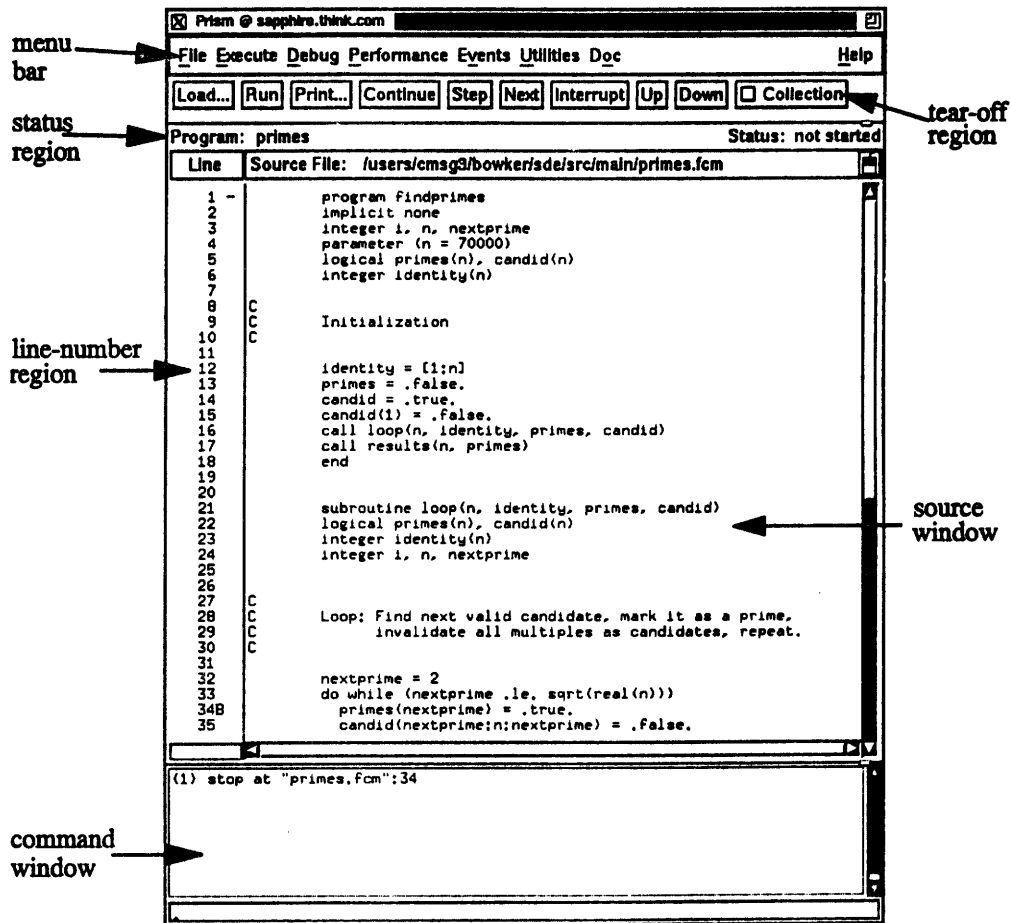 Prism @ sapphire.think.com
menu bar
File Execute Debug Performance Events Utilities Doc Help
Load... Run Print... Continue Step Next Interrupt Up Down Collection
tear-off region
status region
Program: primes Status: not started
Line Source File: /users/cmsg3/bowker/sde/src/main/primes.fcm
1 - program findprimes
2 implicit none
3 integer i, n, nextprime
4 parameter (n = 70000)
5 logical primes(n), candid(n)
6 integer identity(n)
7
8 C
9 C Initialization
10 C
line-number region
11
12 identity = [1:n]
13 primes = .false.
14 candid = .true.
15 candid(1) = .false.
16 call loop(n, identity, primes, candid)
17 call results(n, primes)
18 end
19
20
21 subroutine loop(n, identity, primes, candid)
22 logical primes(n), candid(n)
23 integer identity(n)
24 integer i, n, nextprime
source window
25
26
27 C
28 C Loop: Find next valid candidate, mark it as a prime,
29 C invalidate all multiples as candidates, repeat.
30 C
31
32 nextprime = 2
33 do while (nextprime .le. sqrt(real(n)))
34B primes(nextprime) = .true.
35 candid(nextprime:n:nextprime) = .false.
(1) stop at "primes.fcm":34
command window